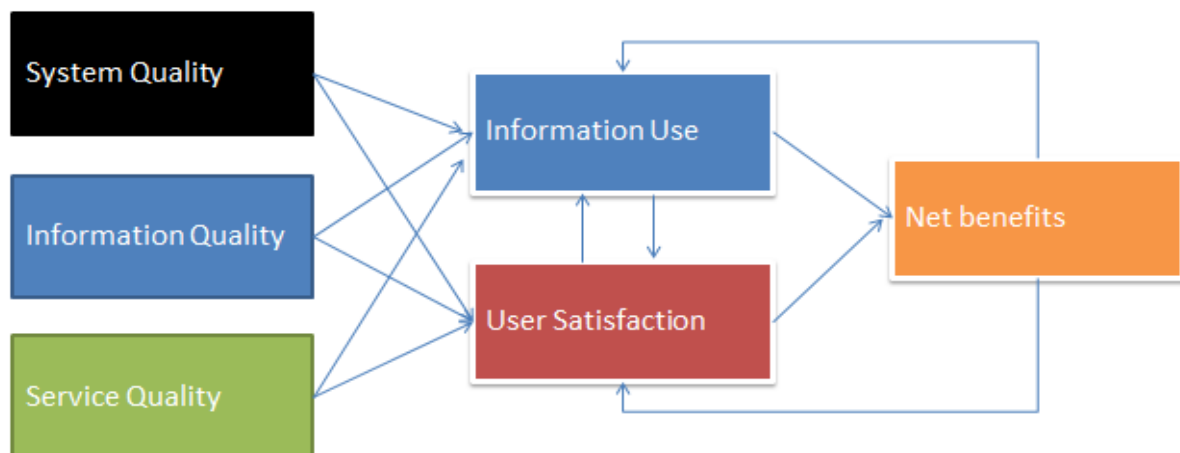 System Quality
Information Quality
Service Quality
Information Use
User Satisfaction
Net benefits